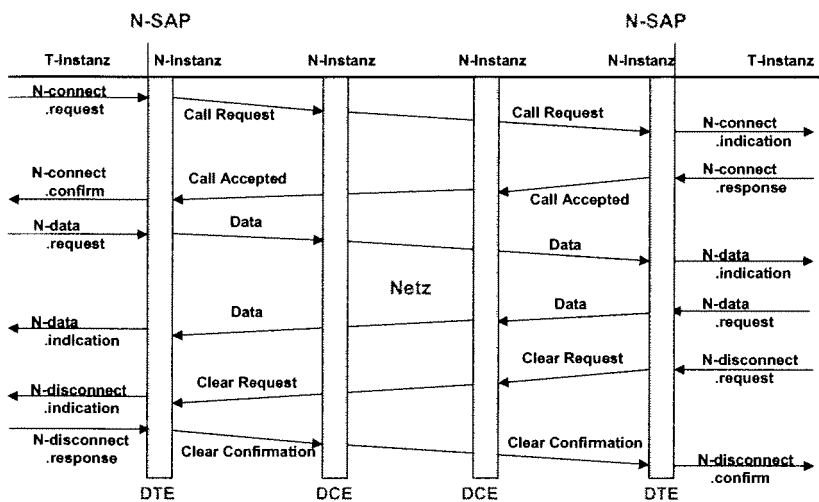 N-SAP N-SAP
T-Instanz N-Instanz N-Instanz N-Instanz N-Instanz T-Instanz
N-connect
.request
Call Request
Call Request
N-connect
.indication
N-connect
.confirm
Call Accepted
N-connect
.response
Call Accepted
N-data
.request
Data
Data
N-data
.indication
Netz
N-data
.indication
Data
Data
N-data
.request
Clear Request
N-disconnect
.request
N-disconnect
.indication
Clear Request
N-disconnect
.response
Clear Confirmation
Clear Confirmation
N-disconnect
.confirm
DTE DCE DCE DTE